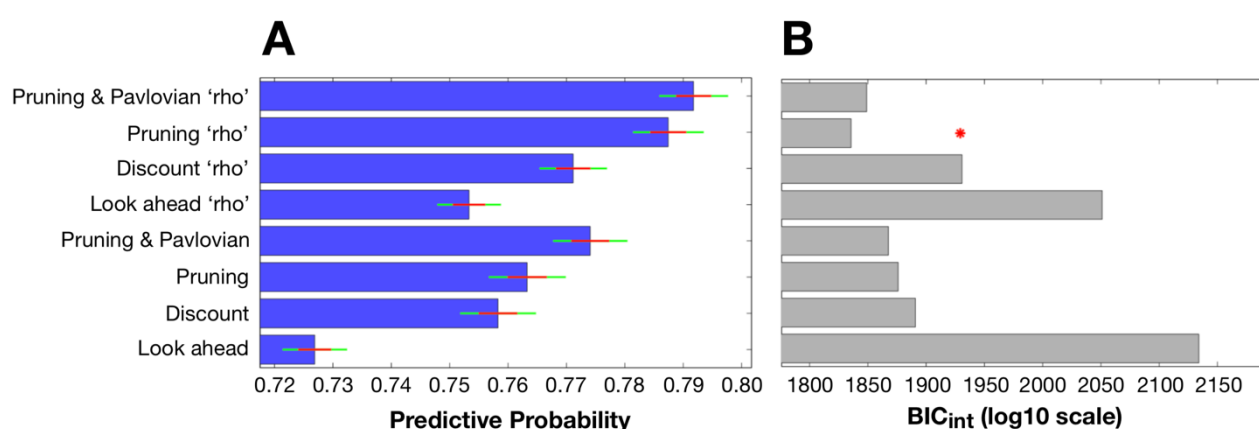 A
B
Pruning & Pavlovian ‘rho’
Pruning ‘rho’
Discount ‘rho’
Look ahead ‘rho’
Pruning & Pavlovian
Pruning
Discount
Look ahead
0.72 0.73 0.75 0.76 0.77 0.78 0.79 0.80
1800 1850 1900 1950 2000 2050 2100 2150
Predictive Probability
BICint (log10 scale)